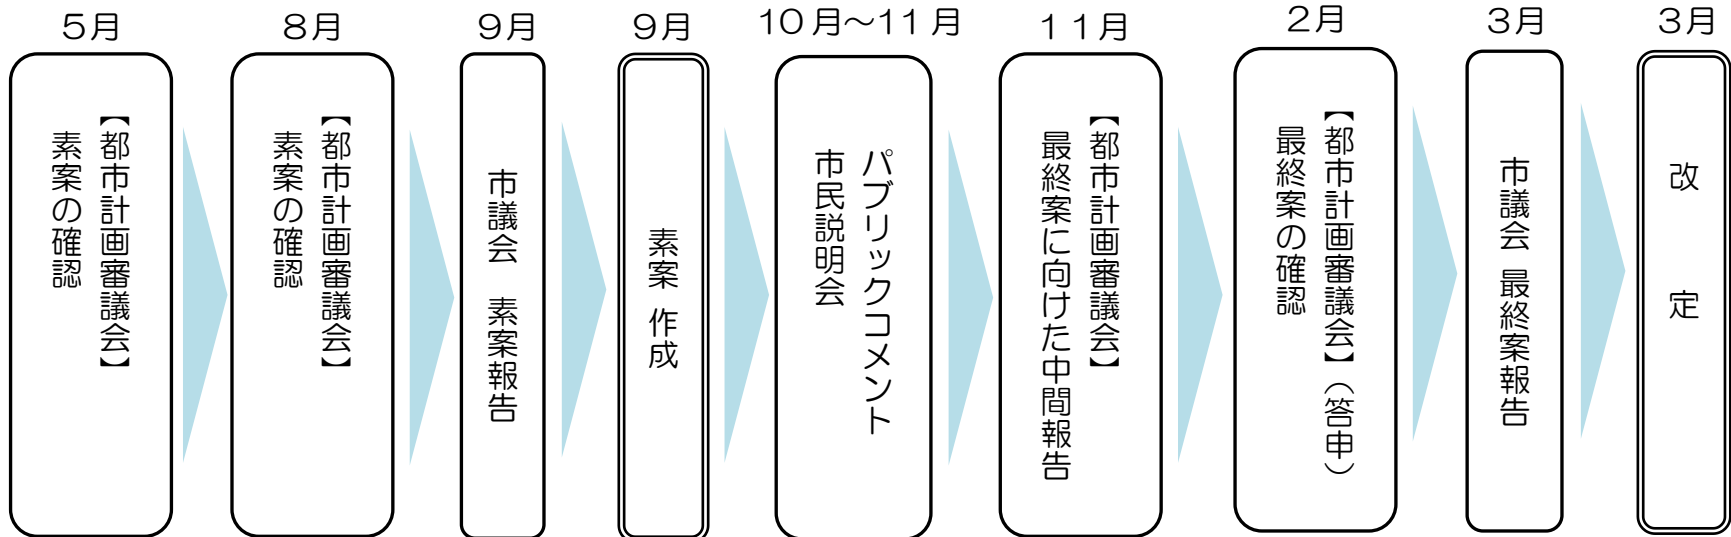 5月
【都市計画審議会】
素案の確認
8月
【都市計画審議会】
素案の確認
9月
市議会 素案報告
9月
素案 作成
10月～11月
パブリックコメント
市民説明会
11月
【都市計画審議会】
最終案に向けた中間報告
2月
【都市計画審議会】（答申）
最終案の確認
3月
市議会 最終案報告
3月
改定